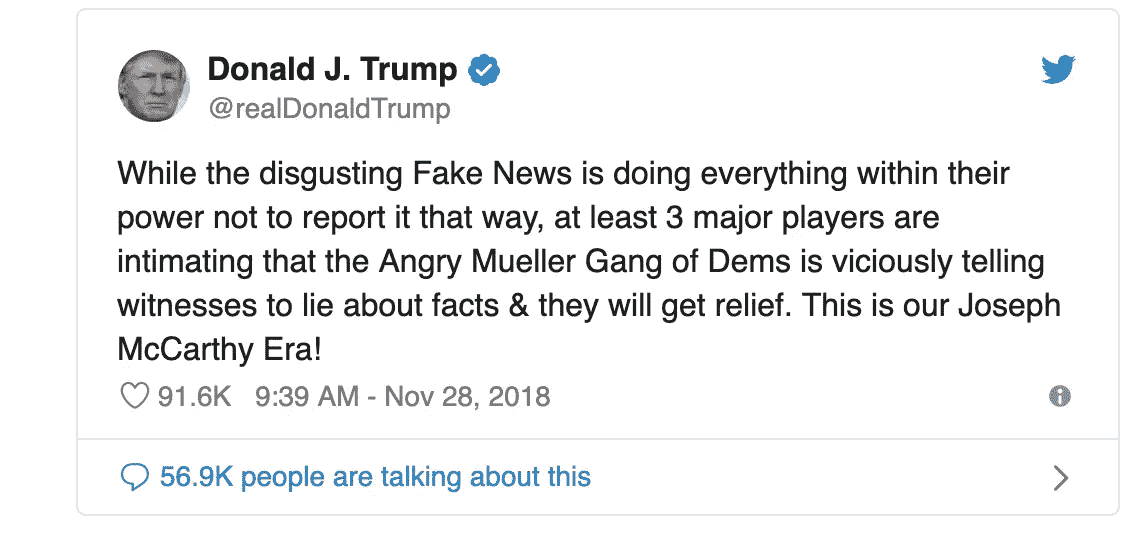 Donald J. Trump
@realDonaldTrump
While the disgusting Fake News is doing everything within their
power not to report it that way, at least 3 major players are
intimating that the Angry Mueller Gang of Dems is viciously telling
witnesses to lie about facts & they will get relief. This is our Joseph
McCarthy Era!
91.6K 9:39 AM - Nov 28, 2018
56.9K people are talking about this